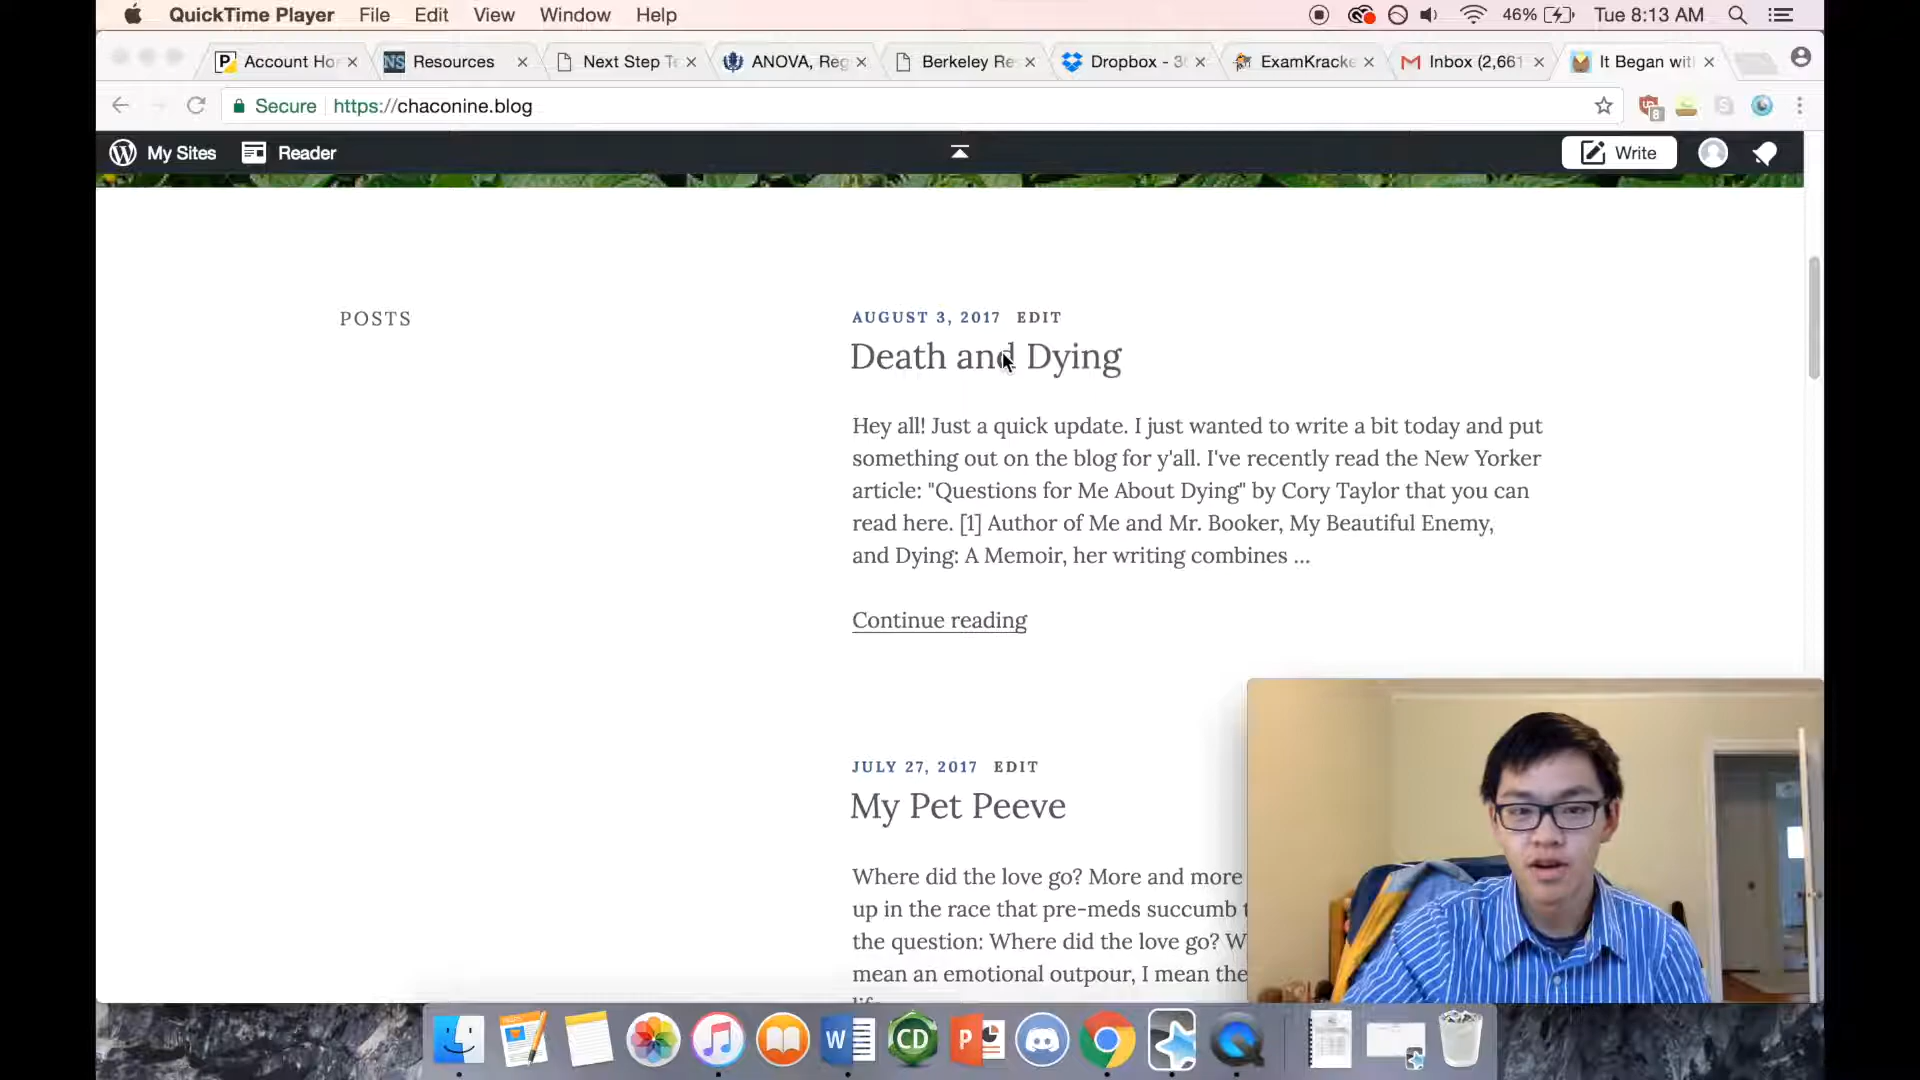 QuickTime Player File Edit View Window Help 46% Tue 8:13 AM
Account Ho Resources Next Step Te ANOVA, Reg Berkeley Re Dropbox - 3 ExamKracke Inbox (2,661 It Began wit
Secure https://chaconine.blog 8
My Sites Reader Write
POSTS
AUGUST 3, 2017 EDIT
Death and Dying
Hey all! Just a quick update. I just wanted to write a bit today and put
something out on the blog for y'all. I've recently read the New Yorker
article: "Questions for Me About Dying" by Cory Taylor that you can
read here. [1] Author of Me and Mr. Booker, My Beautiful Enemy,
and Dying: A Memoir, her writing combines ...
Continue reading
JULY 27, 2017 EDIT
My Pet Peeve
Where did the love go? More and more
up in the race that pre-meds succumb t
the question: Where did the love go? W
mean an emotional outpour, I mean the
W CD P